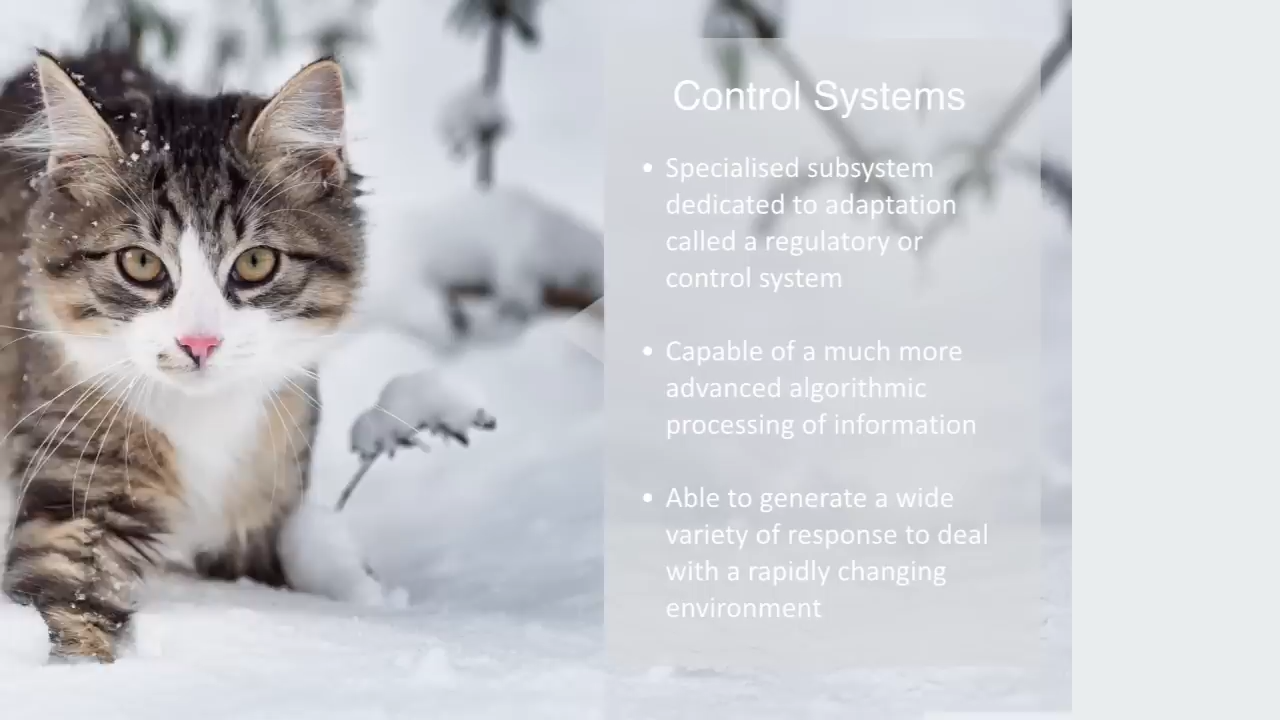 Control Systems
• Specialised subsystem
dedicated to adaptation
called a regulatory or
control system
• Capable of a much more
advanced algorithmic
processing of information
• Able to generate a wide
variety of response to deal
with a rapidly changing
environment